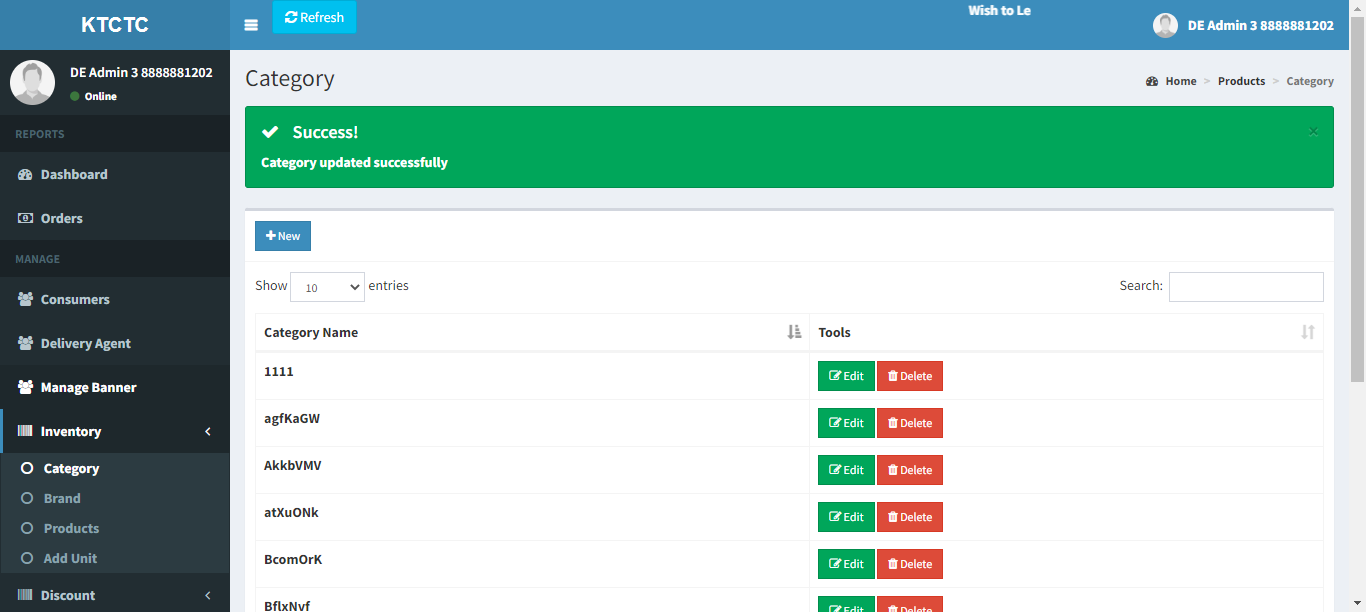 KTCTC
Refresh
Wish to Le
DE Admin 3 8888881202
DE Admin 3 8888881202
Online
REPORTS
Dashboard
Orders
MANAGE
Consumers
Delivery Agent
Manage Banner
Inventory
Category
Brand
Products
Add Unit
Discount
Category
Home > Products > Category
Success!
×
Category updated successfully
New
Show 10 entries
Search:
Category Name Tools
1111 Edit Delete
agfKaGW Edit Delete
AkkbVMV Edit Delete
atXuONk Edit Delete
BcomOrK Edit Delete
BflxNvf Edit Delete